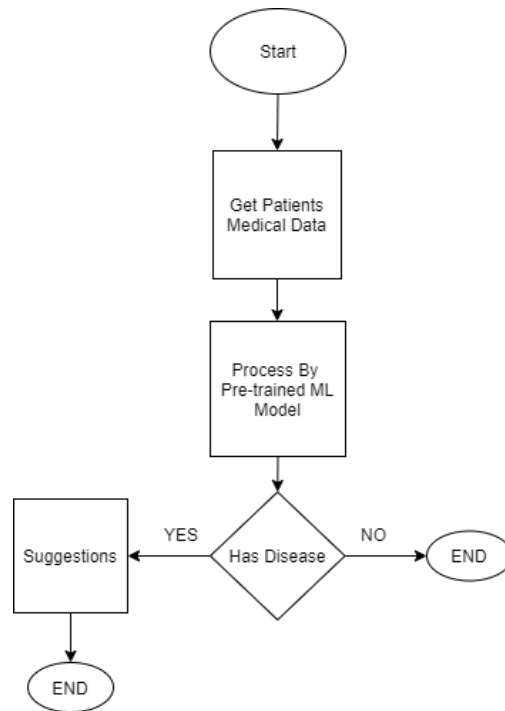 Start
Get Patients
Medical Data
Process By
Pre-trained ML
Model
YES
Has Disease
NO
END
Suggestions
END